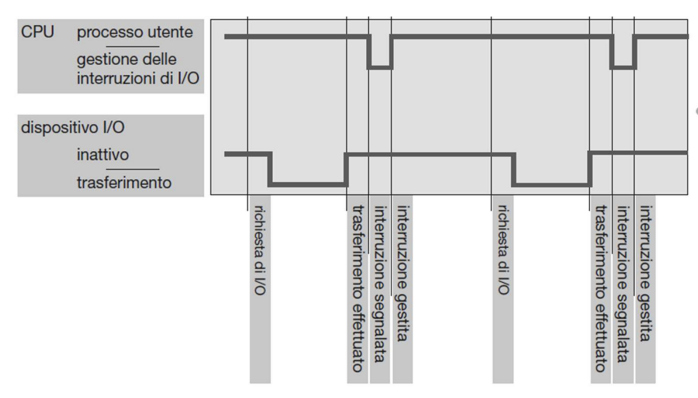 CPU processo utente
gestione delle
interruzioni di I/O
dispositivo I/O
inattivo
trasferimento
richiesta di I/O
trasferimento effettuato
interruzione segnalata
interruzione gestita
richiesta di I/O
trasferimento effettuato
interruzione segnalata
interruzione gestita